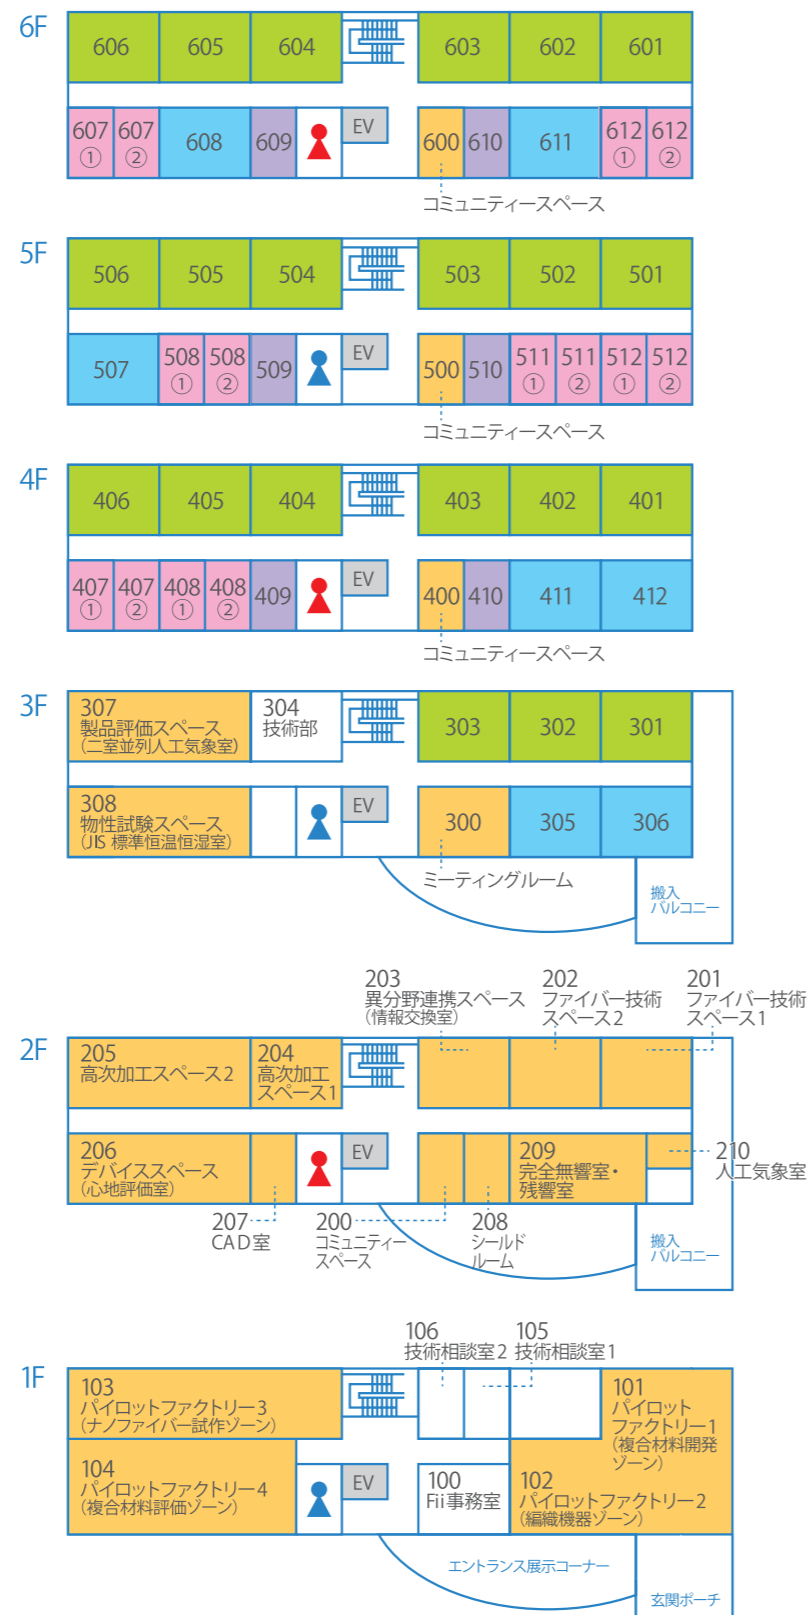 6F
606 605 604 603 602 601
607 607 608 609 EV 600 610 611 612 612
① ② ① ②
コミュニティースペース
5F
506 505 504 503 502 501
507 508 508 509 EV 500 510 511 511 512 512
① ② ① ② ① ②
コミュニティースペース
4F
406 405 404 403 402 401
407 407 408 408 409 EV 400 410 411 412
① ② ① ②
コミュニティースペース
3F
307
製品評価スペース
(二室並列人工気象室)
304
技術部
303 302 301
308
物性試験スペース
(JIS 標準恒温恒湿室)
EV
300 305 306
ミーティングルーム
搬入
バルコニー
203
異分野連携スペース
(情報交換室)
202
ファイバー技術
スペース2
201
ファイバー技術
スペース1
2F
205
高次加工スペース2
204
高次加工
スペース1
206
デバイススペース
(心地評価室)
EV
209
完全無響室・
残響室
210
人工気象室
207
CAD室
200
コミュニティー
スペース
208
シールド
ルーム
搬入
バルコニー
106
技術相談室2
105
技術相談室1
1F
103
パイロットファクトリー3
(ナノファイバー試作ゾーン)
101
パイロット
ファクトリー1
(複合材料開発
ゾーン)
104
パイロットファクトリー4
(複合材料評価ゾーン)
EV
100
Fii事務室
102
パイロットファクトリー2
(編織機器ゾーン)
エントランス展示コーナー
玄関ポーチ